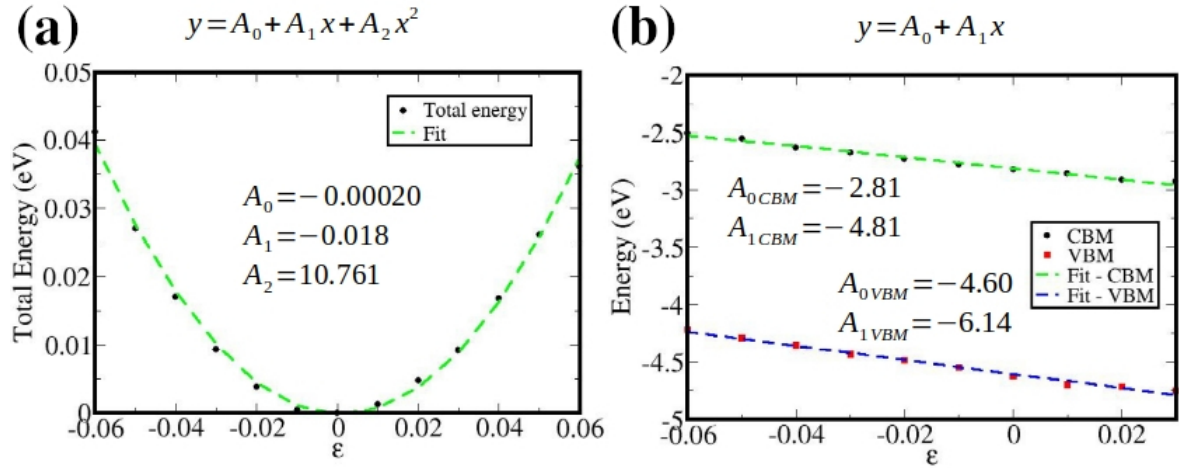 (a)
y=A₀+A₁x+A₂x²
0.05
0.04
0.03
0.02
0.01
0
Total Energy (eV)
Total energy
Fit
A₀=−0.00020
A₁=−0.018
A₂=10.761
-0.06 -0.04 -0.02 0 0.02 0.04 0.06
ε
(b)
y=A₀+A₁x
-2
-2.5
-3
-3.5
-4
-4.5
-5
Energy (eV)
A₀CBM=−2.81
A₁CBM=−4.81
CBM
VBM
Fit - CBM
Fit - VBM
A₀VBM=−4.60
A₁VBM=−6.14
-0.06 -0.04 -0.02 0 0.02
ε